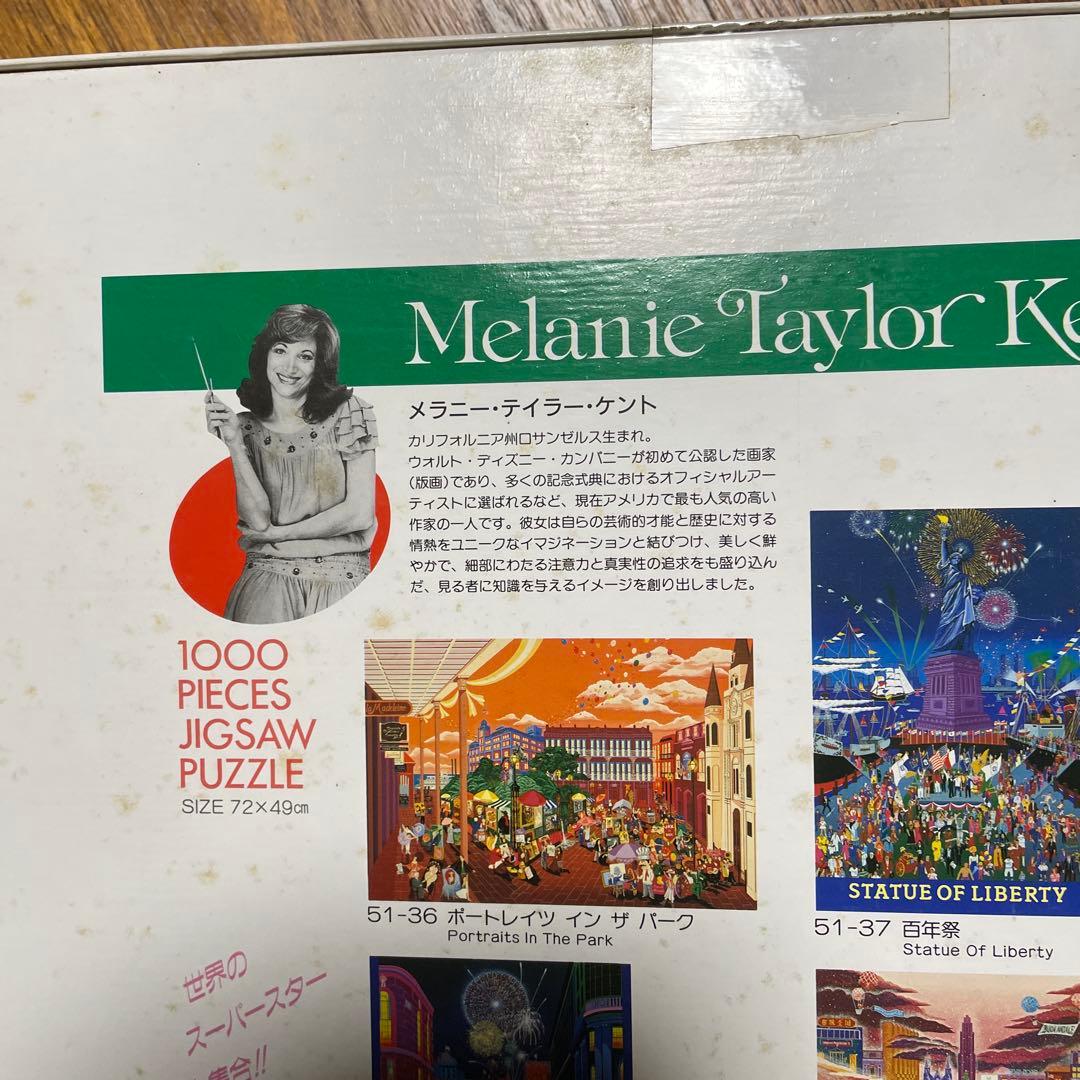 Melanie Taylor Ke
メラニー・テイラー・ケント
カリフォルニア州ロサンゼルス生まれ。
ウォルト・ディズニー・カンパニーが初めて公認した画家
(版画)であり、多くの記念式典におけるオフィシャルアー
ティストに選ばれるなど、現在アメリカで最も人気の高い
作家の一人です。彼女は自らの芸術的才能と歴史に対する
情熱をユニークなイマジネーションと結びつけ、美しく鮮
やかで、細部にわたる注意力と真実性の追求をも盛り込ん
だ、見る者に知識を与えるイメージを創り出しました。
1000
PIECES
JIGSAW
PUZZLE
SIZE 72×49cm
la Madeleine
STATUE OF LIBERTY
51-36 ポートレイツ イン ザ パーク
Portraits In The Park
51-37 百年祭
Statue Of Liberty
世界の
スーパースター
集合!!